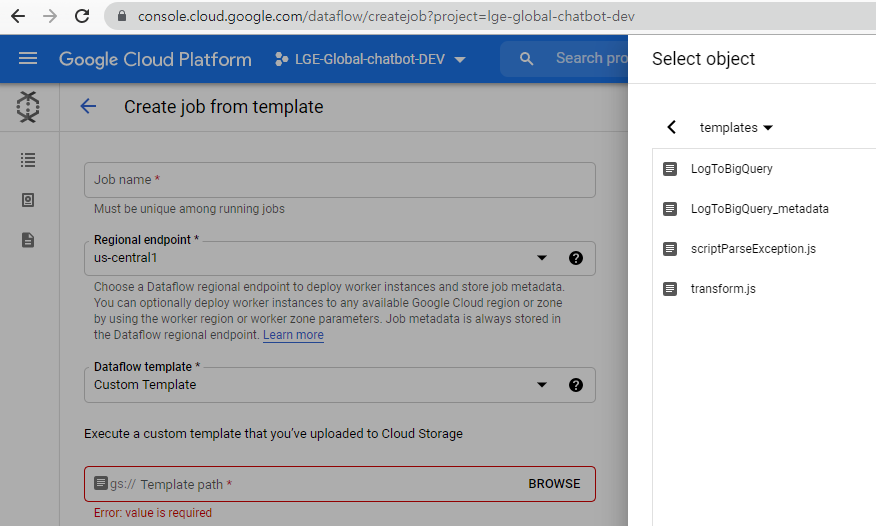 console.cloud.google.com/dataflow/createjob?project=lge-global-chatbot-dev
Google Cloud Platform
LGE-Global-chatbot-DEV
Search pro
Create job from template
Job name *
Must be unique among running jobs
Regional endpoint *
us-central1
Choose a Dataflow regional endpoint to deploy worker instances and store job metadata.
You can optionally deploy worker instances to any available Google Cloud region or zone
by using the worker region or worker zone parameters. Job metadata is always stored in
the Dataflow regional endpoint. Learn more
Dataflow template *
Custom Template
Execute a custom template that you've uploaded to Cloud Storage
gs:// Template path *
BROWSE
Error: value is required
Select object
templates
LogToBigQuery
LogToBigQuery_metadata
scriptParseException.js
transform.js